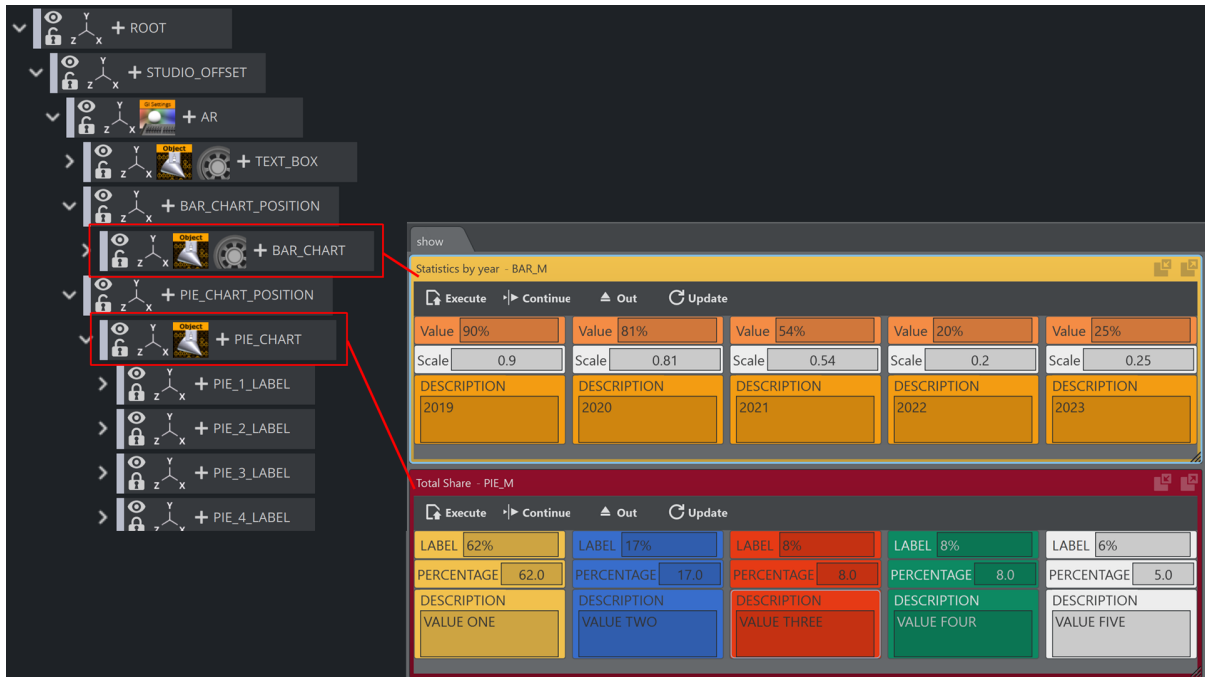 ROOT
STUDIO_OFFSET
GI Settings
AR
Object
TEXT_BOX
BAR_CHART_POSITION
Object
BAR_CHART
PIE_CHART_POSITION
Object
PIE_CHART
PIE_1_LABEL
PIE_2_LABEL
PIE_3_LABEL
PIE_4_LABEL
Y Z X
Y Z X
Y Z X
Y Z X
Y Z X
Y Z X
Y Z X
Y Z X
Y Z X
Y Z X
Y Z X
Y Z X
show
Statistics by year - BAR_M
Execute Continue Out Update
Value 90% Value 81% Value 54% Value 20% Value 25%
Scale 0.9 Scale 0.81 Scale 0.54 Scale 0.2 Scale 0.25
DESCRIPTION DESCRIPTION DESCRIPTION DESCRIPTION DESCRIPTION
2019 2020 2021 2022 2023
Total Share - PIE_M
Execute Continue Out Update
LABEL 62% LABEL 17% LABEL 8% LABEL 8% LABEL 6%
PERCENTAGE 62.0 PERCENTAGE 17.0 PERCENTAGE 8.0 PERCENTAGE 8.0 PERCENTAGE 5.0
DESCRIPTION DESCRIPTION DESCRIPTION DESCRIPTION DESCRIPTION
VALUE ONE VALUE TWO VALUE THREE VALUE FOUR VALUE FIVE